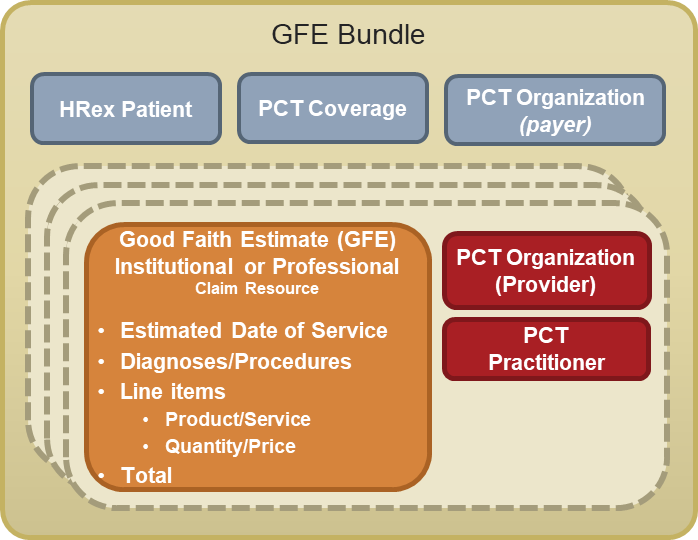 GFE Bundle
HRex Patient
PCT Coverage
PCT Organization
(payer)
Good Faith Estimate (GFE)
Institutional or Professional
Claim Resource
• Estimated Date of Service
• Diagnoses/Procedures
• Line items
• Product/Service
• Quantity/Price
• Total
PCT Organization
(Provider)
PCT
Practitioner